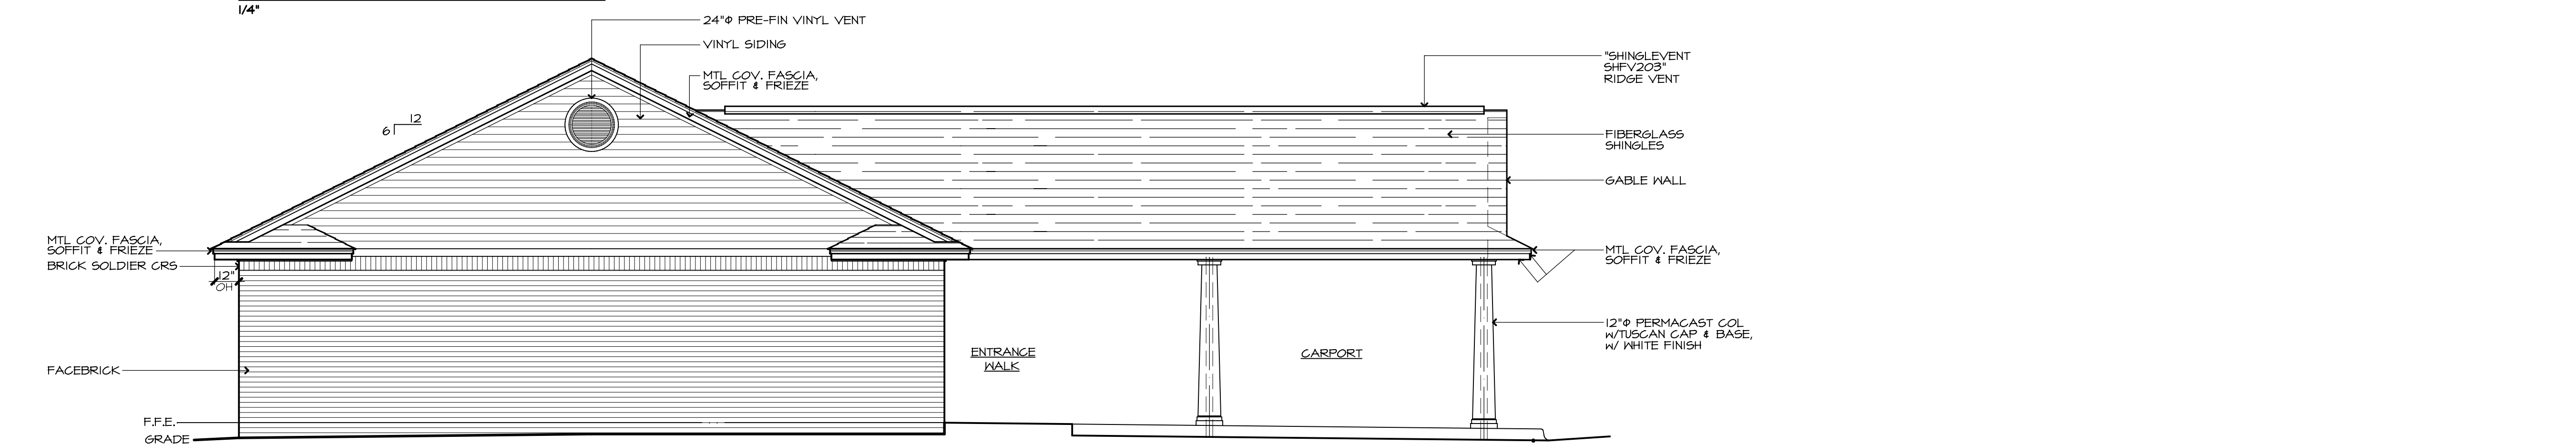 1/4"
24"Φ PRE-FIN VINYL VENT
VINYL SIDING
MTL COV. FASCIA,
SOFFIT & FRIEZE
"SHINGLEVENT
SHFV203"
RIDGE VENT
12
6
FIBERGLASS
SHINGLES
GABLE WALL
MTL COV. FASCIA,
SOFFIT & FRIEZE
BRICK SOLDIER CRS
12"
OH
MTL COV. FASCIA,
SOFFIT & FRIEZE
12"Φ PERMACAST COL
w/TUSCAN CAP & BASE,
w/ WHITE FINISH
ENTRANCE
WALK
CARPORT
FACEBRICK
F.F.E.
GRADE